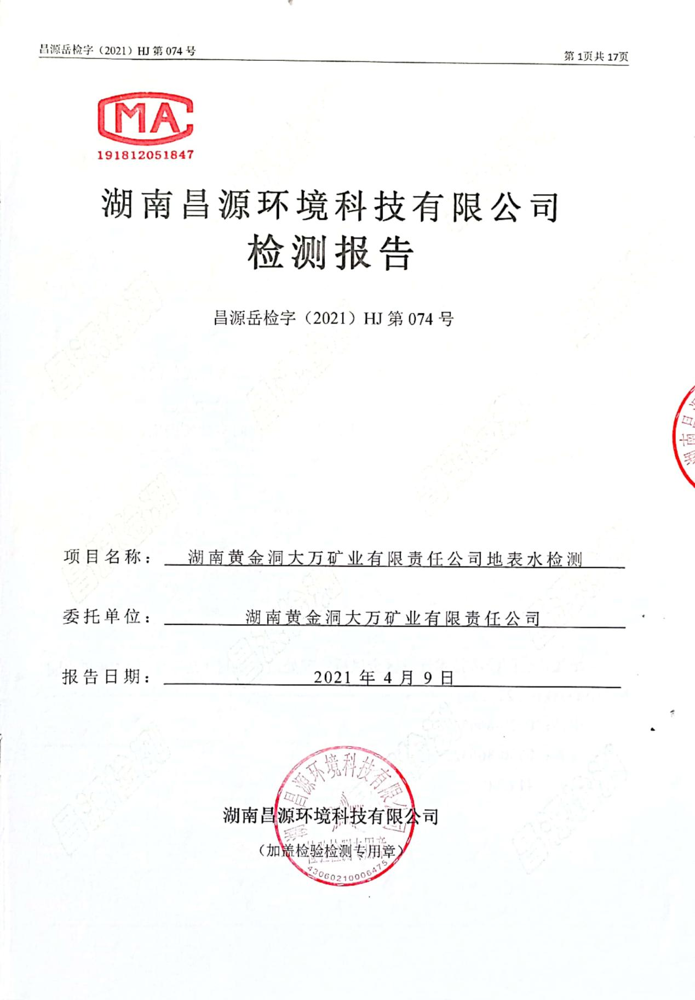 昌源岳检字（2021）HJ 第 074 号
第 1页共 17页
MA
191812051847
湖南昌源环境科技有限公司
检测报告
昌源岳检字（2021）HJ 第 074 号
项目名称： 湖南黄金洞大万矿业有限责任公司地表水检测
委托单位： 湖南黄金洞大万矿业有限责任公司
报告日期： 2021 年 4 月 9 日
湖南昌源环境科技有限公司
湖南昌源环境科技有限公司
（加盖检验检测专用章）
检验检测专用章
43060210006475
湖南昌